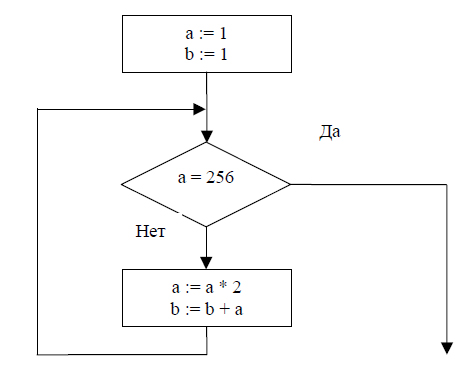 a := 1
b := 1
Да
a = 256
Нет
a := a * 2
b := b + a